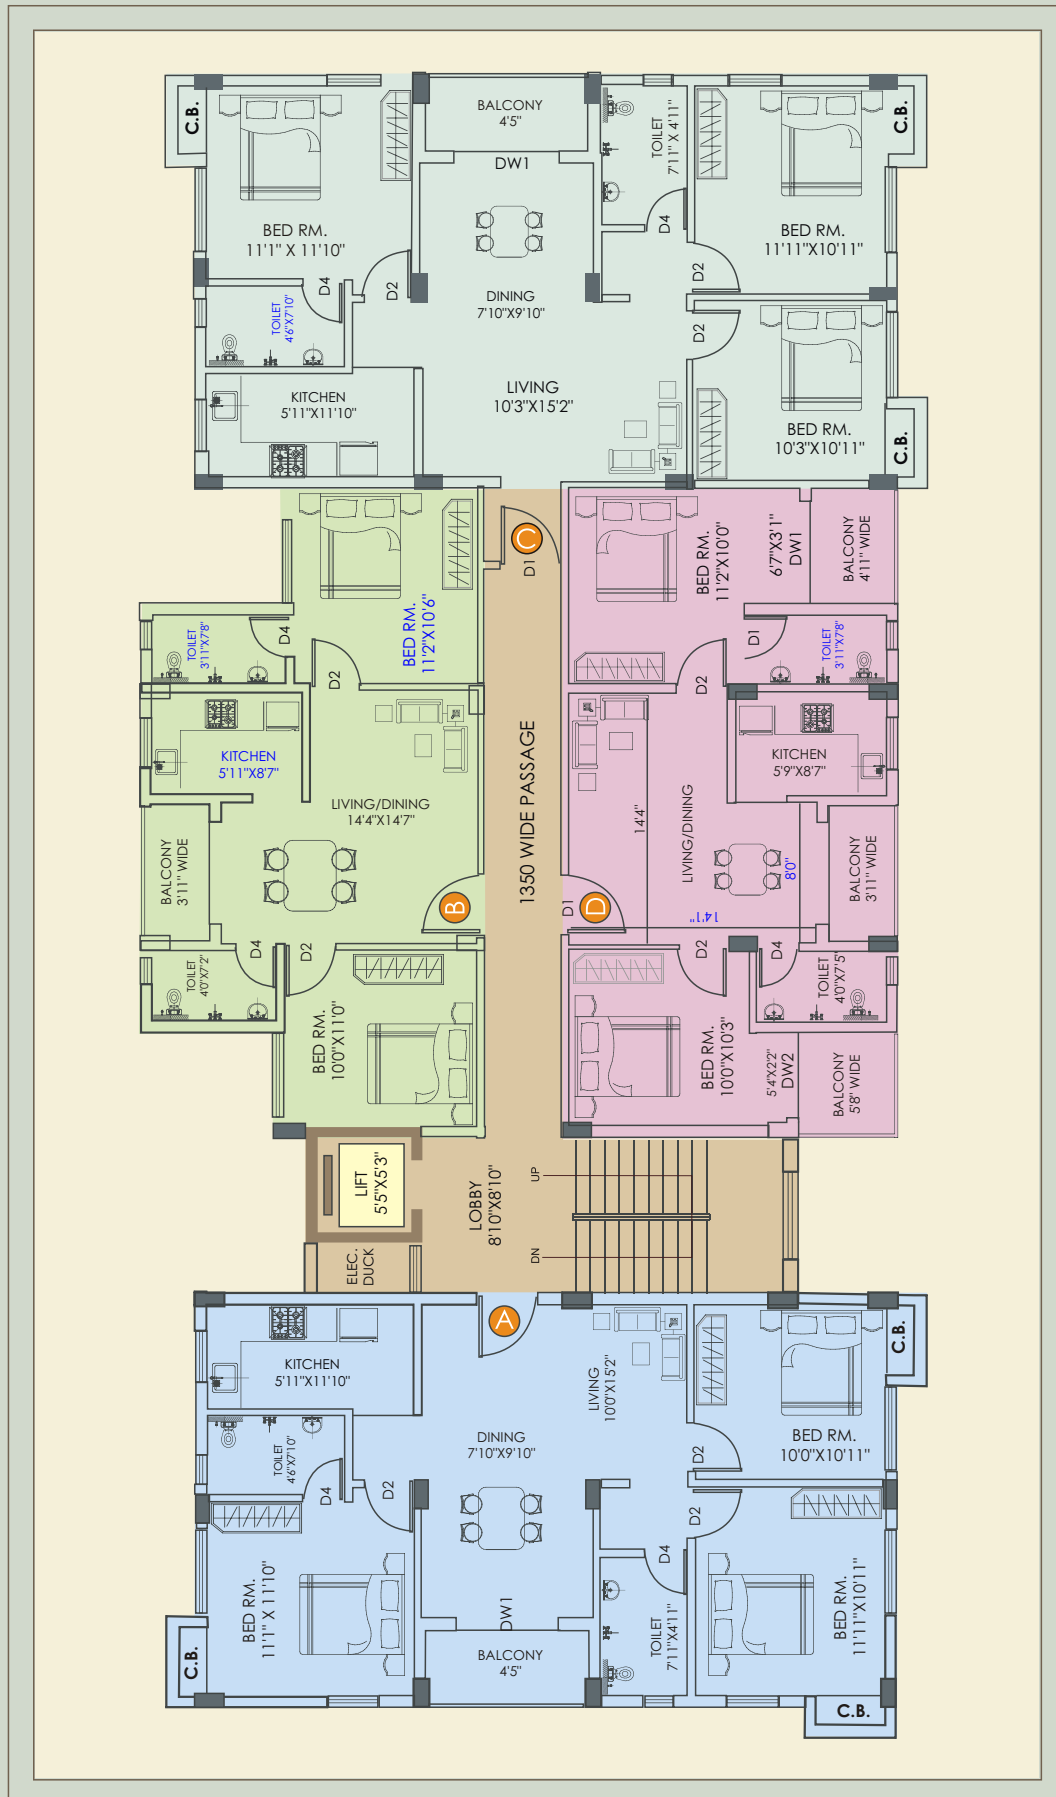 C.B.
BALCONY
4'5"
TOILET
7'11" X 4'11"
C.B.
DW1
BED RM.
11'1" X 11'10"
D4
BED RM.
11'11"X10'11"
D4
D2
D2
TOILET
4'6"X7'10"
DINING
7'10"X9'10"
D2
KITCHEN
5'11"X11'10"
LIVING
10'3"X15'2"
BED RM.
10'3"X10'11"
C.B.
C
D1
BED RM.
11'2"X10'0"
6'7"X3'1"
DW1
BALCONY
4'11" WIDE
TOILET
3'11"X7'8"
D4
BED RM.
11'2"X10'6"
D2
D2
D1
TOILET
3'11"X7'8"
KITCHEN
5'11"X8'7"
1350 WIDE PASSAGE
KITCHEN
5'9"X8'7"
LIVING/DINING
14'4"X14'7"
14'4"
LIVING/DINING
BALCONY
3'11" WIDE
8'0"
BALCONY
3'11" WIDE
B
D1
D
14'1"
D4
D2
D2
D4
TOILET
4'0"X7'2"
TOILET
4'0"X7'5"
BED RM.
10'0"X11'0"
BED RM.
10'0"X10'3"
5'4"X2'2"
DW2
BALCONY
5'8" WIDE
LIFT
5'5"X5'3"
LOBBY
8'10"X8'10"
UP
DN
ELEC.
DUCK
A
C.B.
KITCHEN
5'11"X11'10"
LIVING
10'0"X15'2"
DINING
7'10"X9'10"
BED RM.
10'0"X10'11"
TOILET
4'6"X7'10"
D4
D2
D2
D2
D4
BED RM.
11'1" X 11'10"
DW1
BED RM.
11'11"X10'11"
C.B.
BALCONY
4'5"
TOILET
7'11"X4'11"
C.B.